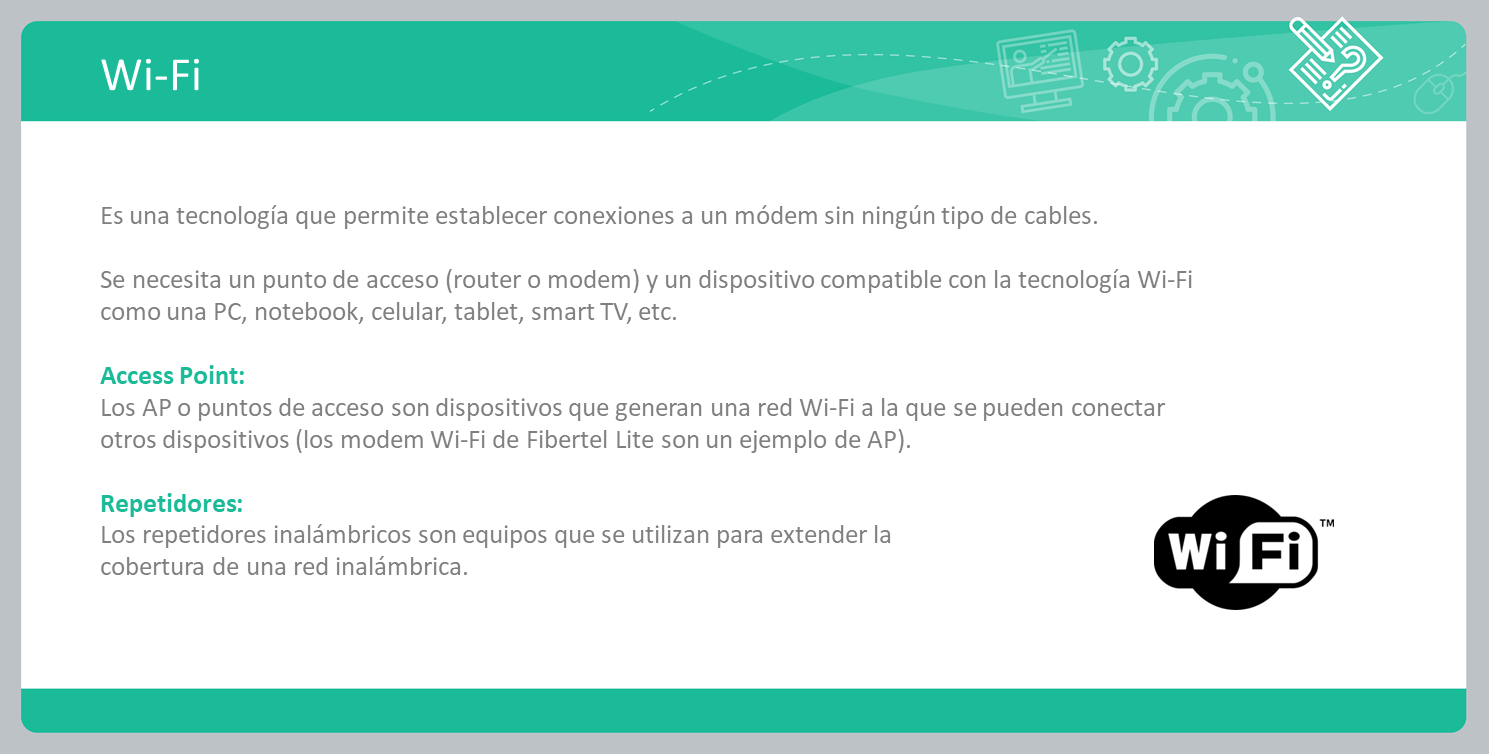 Wi-Fi
Es una tecnología que permite establecer conexiones a un módem sin ningún tipo de cables.
Se necesita un punto de acceso (router o modem) y un dispositivo compatible con la tecnología Wi-Fi
como una PC, notebook, celular, tablet, smart TV, etc.
Access Point:
Los AP o puntos de acceso son dispositivos que generan una red Wi-Fi a la que se pueden conectar
otros dispositivos (los modem Wi-Fi de Fibertel Lite son un ejemplo de AP).
Repetidores:
Los repetidores inalámbricos son equipos que se utilizan para extender la
cobertura de una red inalámbrica.
Wi Fi ™